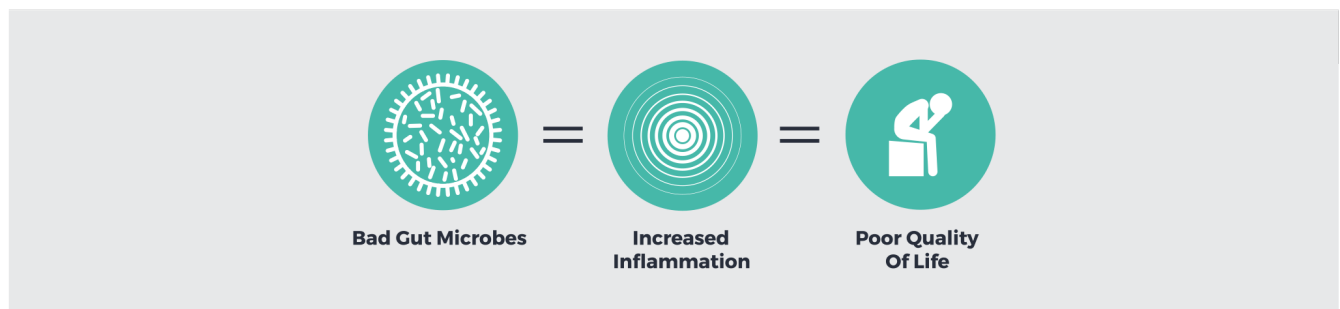 Bad Gut Microbes
=
Increased
Inflammation
=
Poor Quality
Of Life